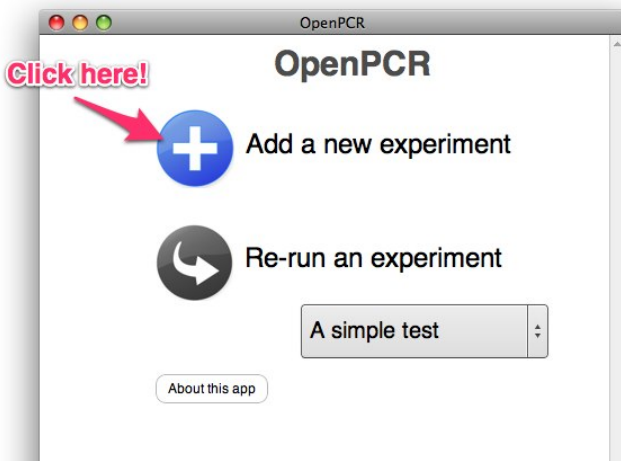 OpenPCR
OpenPCR
Click here!
Add a new experiment
Re-run an experiment
A simple test
About this app